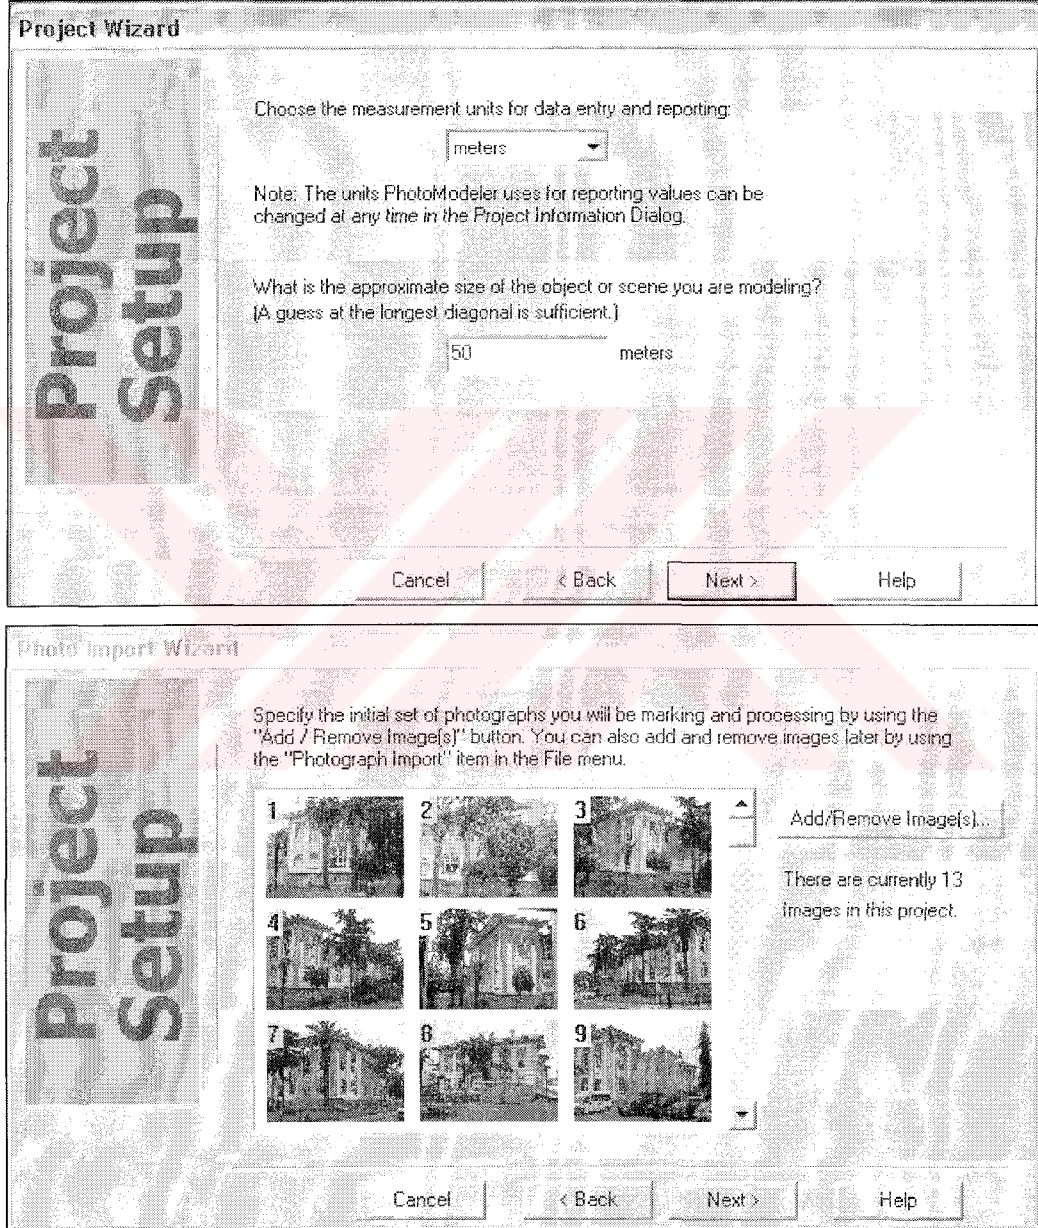 Project Wizard
Project
Setup
Choose the measurement units for data entry and reporting:
meters
Note: The units PhotoModeler uses for reporting values can be
changed at any time in the Project Information Dialog.
What is the approximate size of the object or scene you are modeling?
(A guess at the longest diagonal is sufficient.)
50 meters
Cancel < Back Next > Help
Photo Import Wizard
Project
Setup
Specify the initial set of photographs you will be marking and processing by using the
"Add / Remove Image(s)" button. You can also add and remove images later by using
the "Photograph Import" item in the File menu.
1 2 3
Add/Remove Image(s)...
There are currently 13
images in this project.
4 5 6
7 8 9
Cancel < Back Next > Help